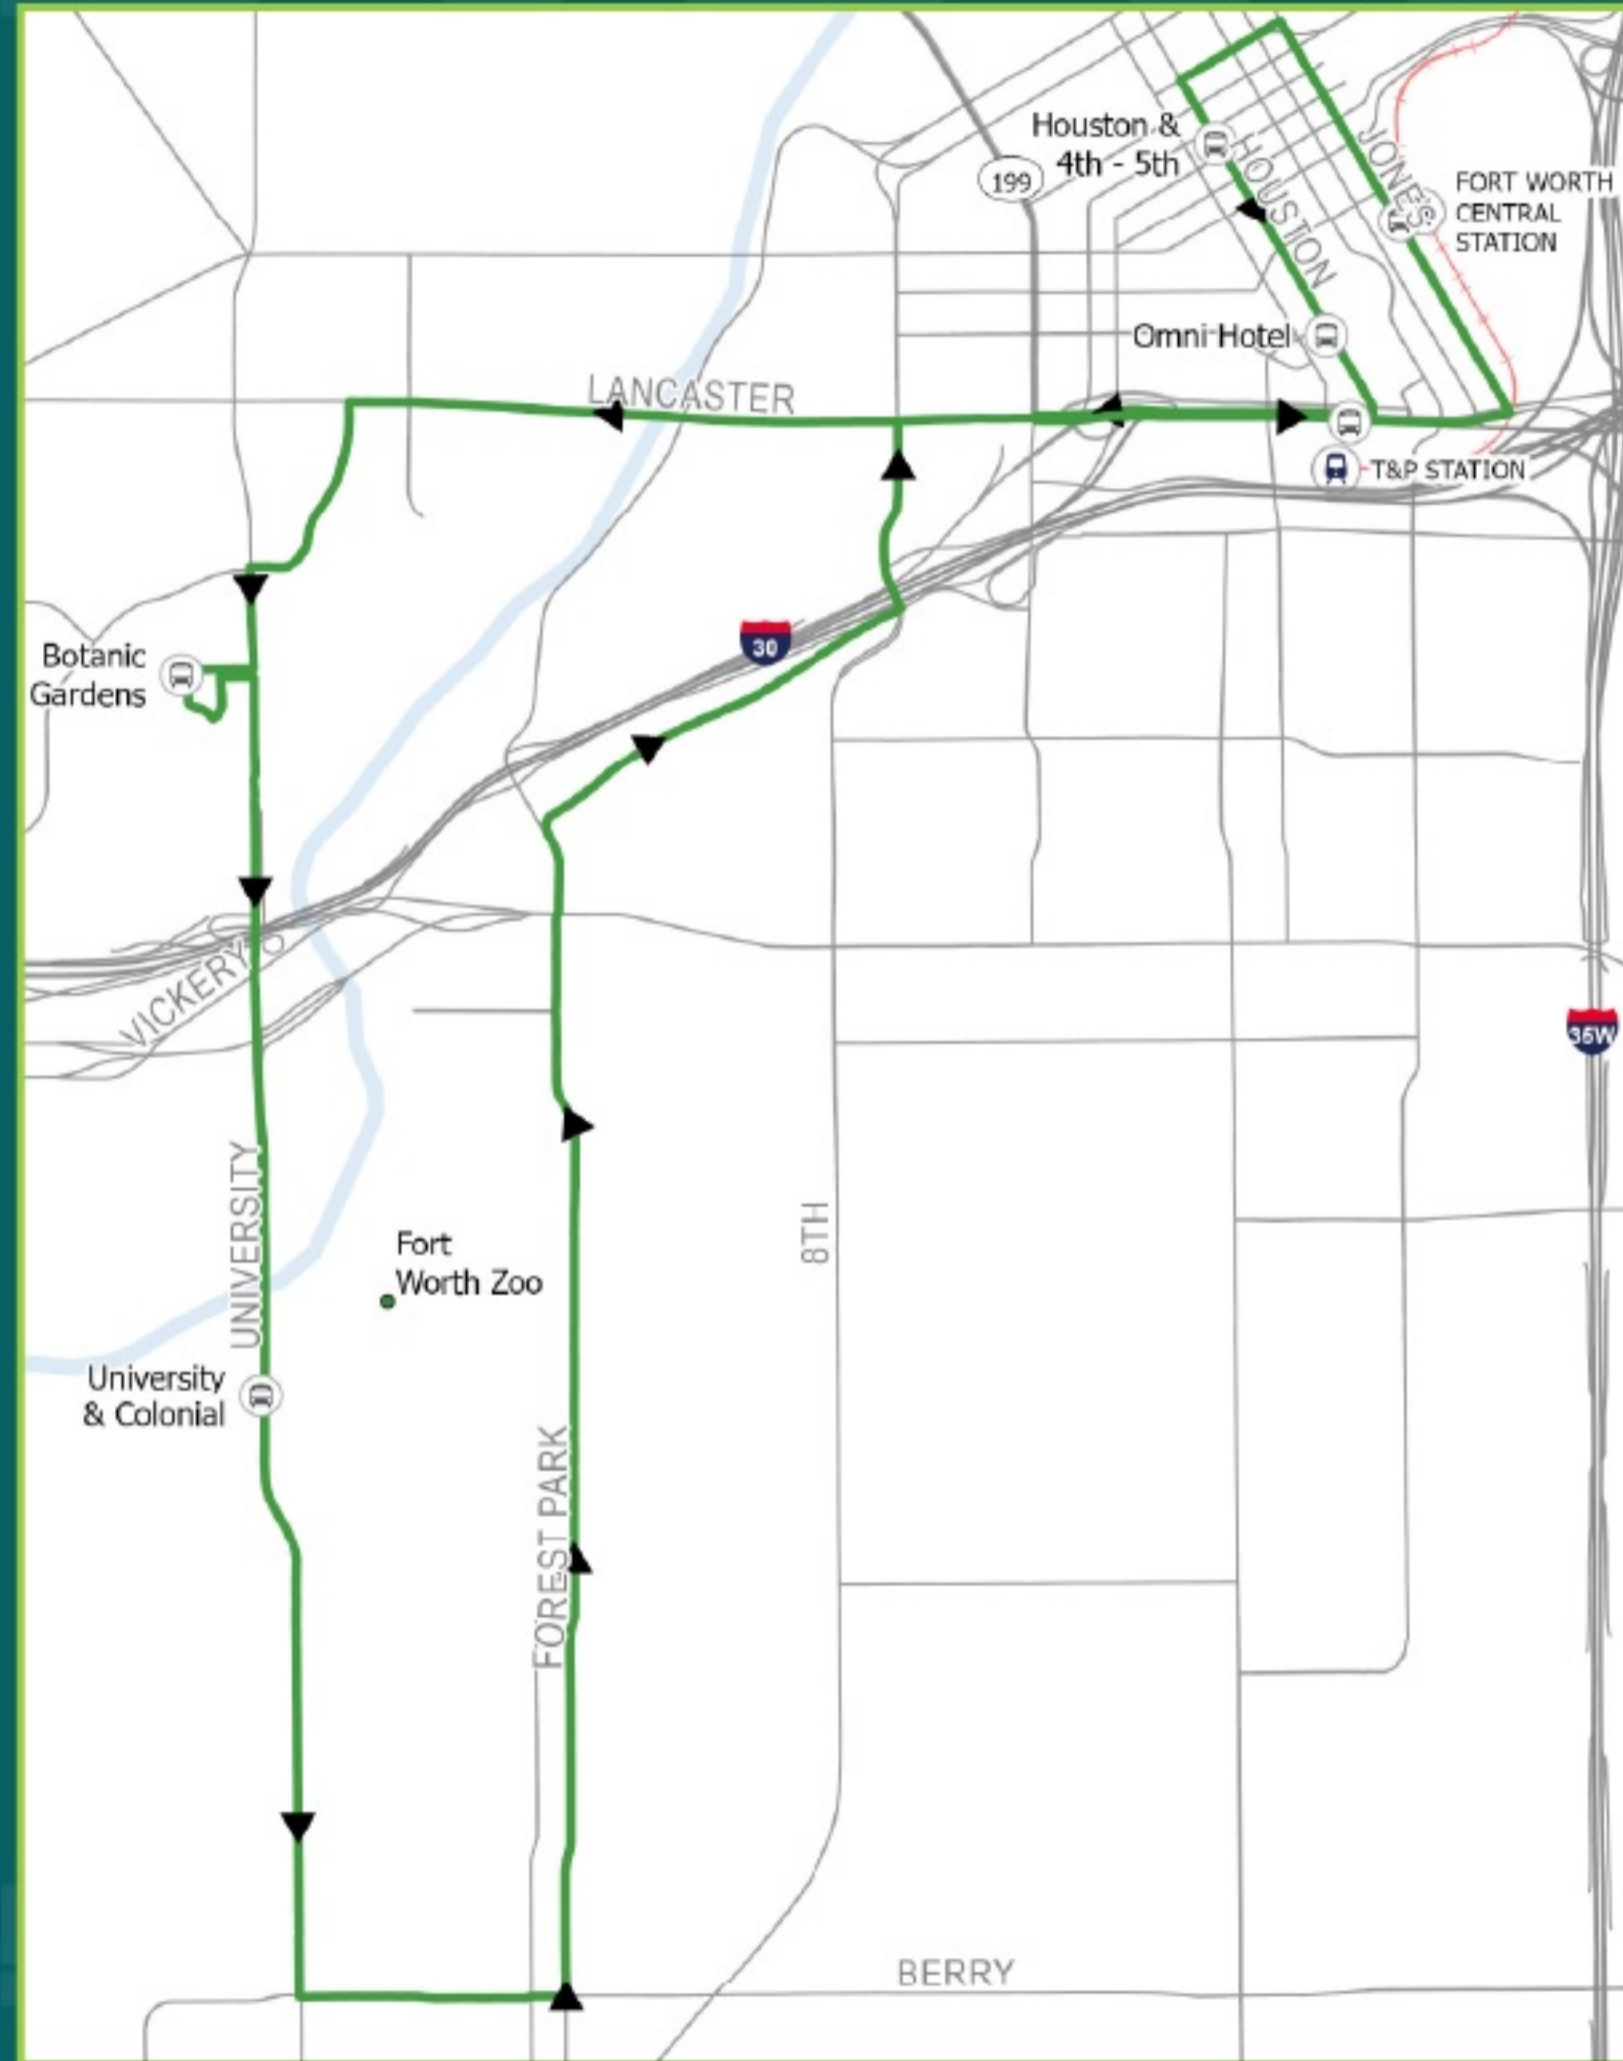 Houston &
4th - 5th
199
HOUSTON
JONES
FORT WORTH
CENTRAL
STATION
Omni Hotel
LANCASTER
T&P STATION
30
Botanic
Gardens
VICKERY
35W
UNIVERSITY
8TH
Fort
Worth Zoo
University
& Colonial
FOREST PARK
BERRY